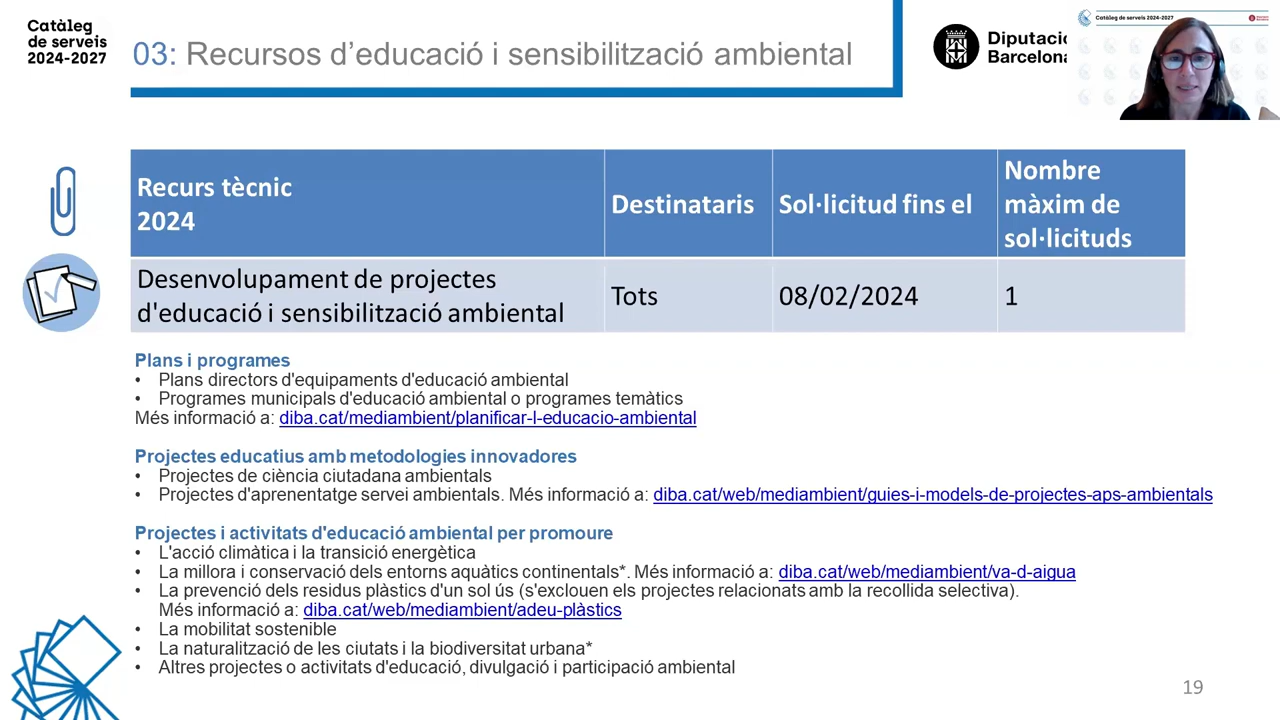 Catàleg
de serveis
2024-2027
03: Recursos d'educació i sensibilització ambiental
Diputació
Barcelona
Catàleg de serveis 2024-2027
Recurs tècnic
2024
Destinataris
Sol·licitud fins el
Nombre
màxim de
sol·licituds
Desenvolupament de projectes
d'educació i sensibilització ambiental
Tots
08/02/2024
1
Plans i programes
• Plans directors d'equipaments d'educació ambiental
• Programes municipals d'educació ambiental o programes temàtics
Més informació a: diba.cat/mediambient/planificar-l-educacio-ambiental
Projectes educatius amb metodologies innovadores
• Projectes de ciència ciutadana ambientals
• Projectes d'aprenentatge servei ambientals. Més informació a: diba.cat/web/mediambient/guies-i-models-de-projectes-aps-ambientals
Projectes i activitats d'educació ambiental per promoure
• L'acció climàtica i la transició energètica
• La millora i conservació dels entorns aquàtics continentals*. Més informació a: diba.cat/web/mediambient/va-d-aigua
• La prevenció dels residus plàstics d'un sol ús (s'exclouen els projectes relacionats amb la recollida selectiva).
Més informació a: diba.cat/web/mediambient/adeu-plàstics
• La mobilitat sostenible
• La naturalització de les ciutats i la biodiversitat urbana*
• Altres projectes o activitats d'educació, divulgació i participació ambiental
19